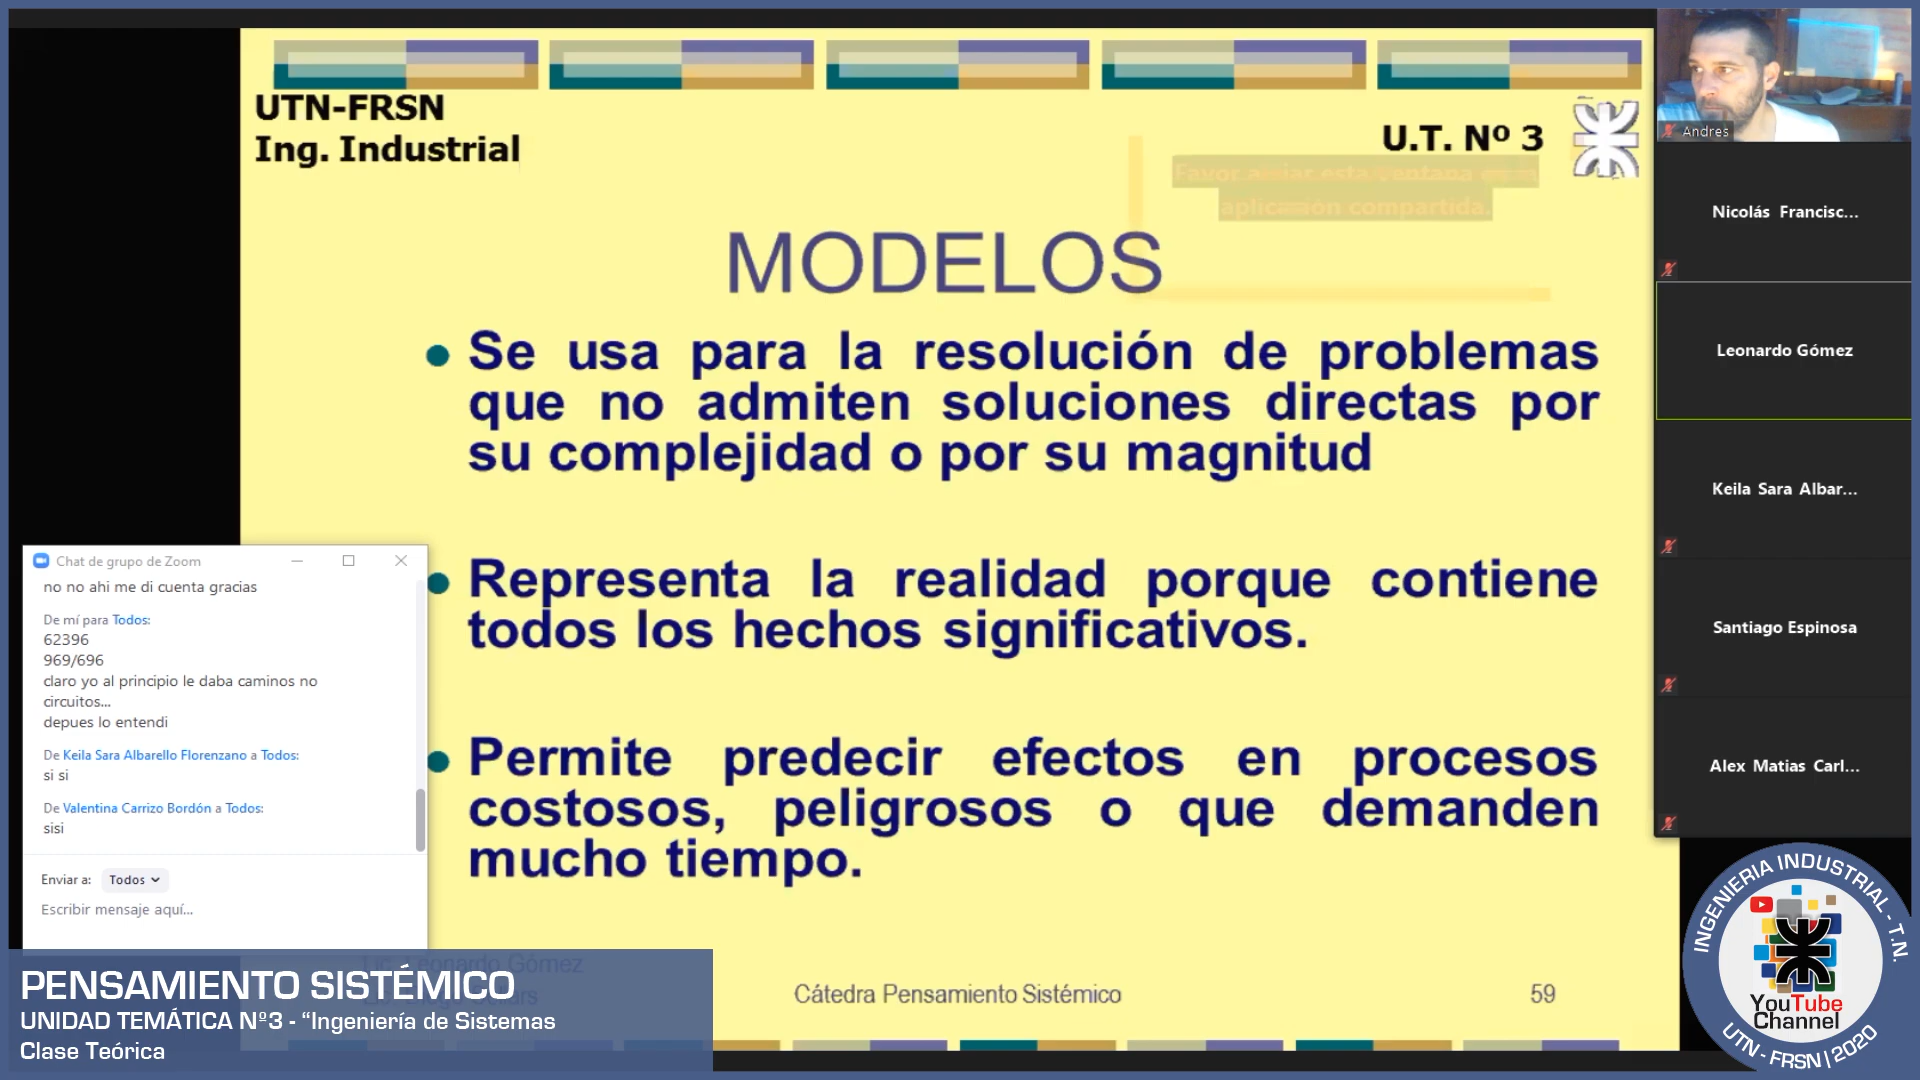 UTN-FRSN
Ing. Industrial
U.T. Nº 3
aplicación compartida.
MODELOS
Se usa para la resolución de problemas
que no admiten soluciones directas por
su complejidad o por su magnitud
Representa la realidad porque contiene
todos los hechos significativos.
Permite predecir efectos en procesos
costosos, peligrosos o que demanden
mucho tiempo.
Leonardo Gómez
Cátedra Pensamiento Sistémico
59
Chat de grupo de Zoom
no no ahi me di cuenta gracias
De mí para Todos:
62396
969/696
claro yo al principio le daba caminos no
circuitos...
depues lo entendi
De Keila Sara Albarello Florenzano a Todos:
si si
De Valentina Carrizo Bordón a Todos:
sisi
Enviar a: Todos
Escribir mensaje aquí...
PENSAMIENTO SISTÉMICO
UNIDAD TEMÁTICA Nº3 - “Ingeniería de Sistemas
Clase Teórica
Andres
Nicolás Francisc...
Leonardo Gómez
Keila Sara Albar...
Santiago Espinosa
Alex Matias Carl...
INGENIERIA INDUSTRIAL - T.N.
YouTube
Channel
UTN - FRSN | 2020